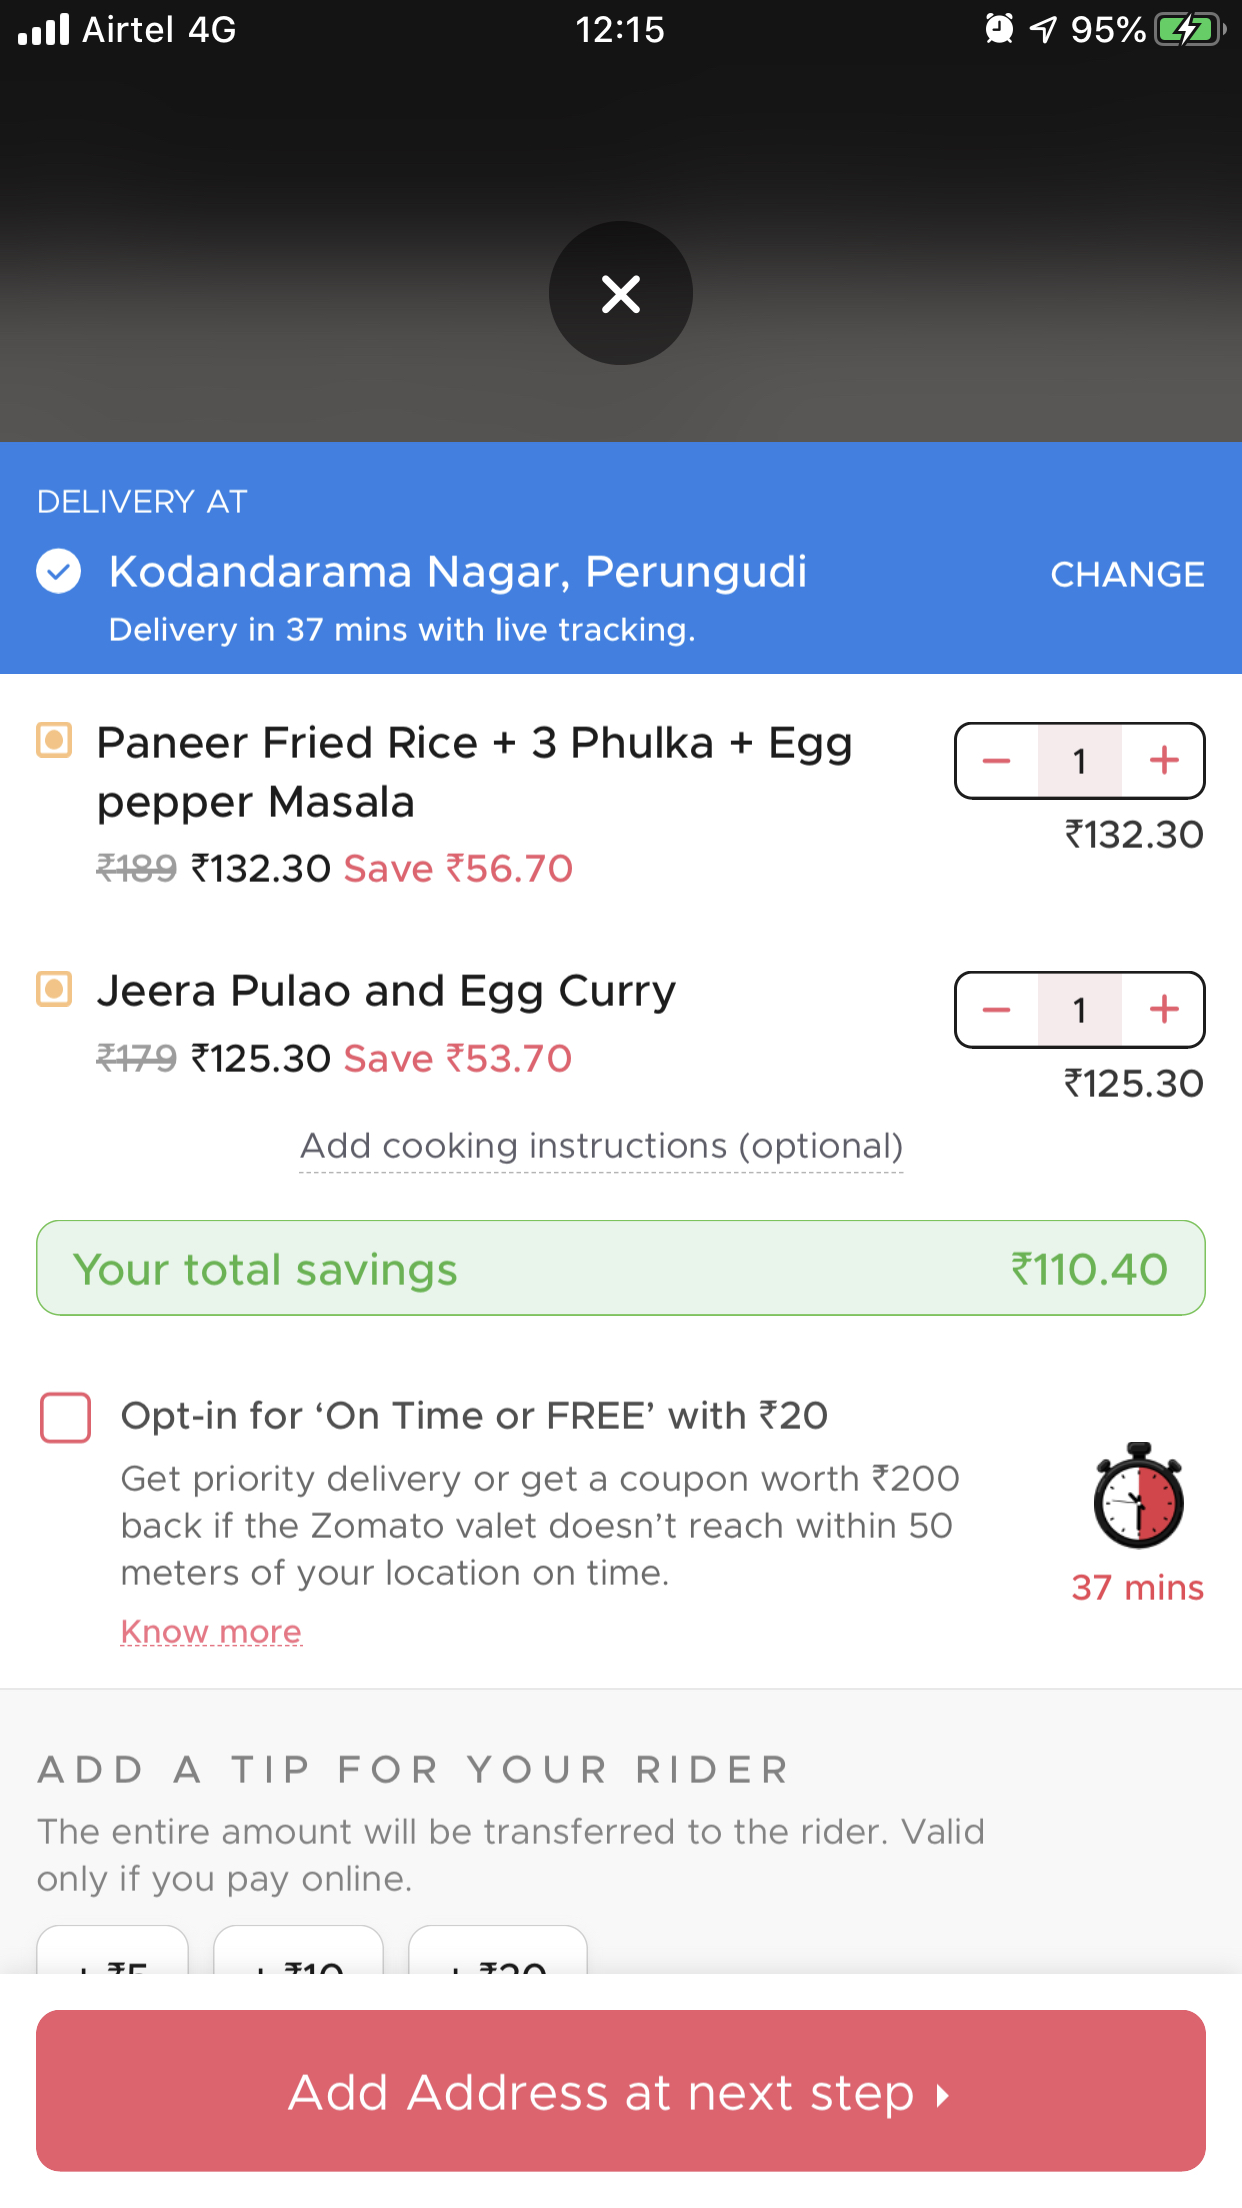 Airtel 4G 12:15 95%
DELIVERY AT
Kodandarama Nagar, Perungudi CHANGE
Delivery in 37 mins with live tracking.
Paneer Fried Rice + 3 Phulka + Egg
pepper Masala
− 1 +
₹132.30
₹189 ₹132.30 Save ₹56.70
Jeera Pulao and Egg Curry
− 1 +
₹179 ₹125.30 Save ₹53.70
₹125.30
Add cooking instructions (optional)
Your total savings ₹110.40
Opt-in for ‘On Time or FREE’ with ₹20
Get priority delivery or get a coupon worth ₹200
back if the Zomato valet doesn’t reach within 50
meters of your location on time.
37 mins
Know more
ADD A TIP FOR YOUR RIDER
The entire amount will be transferred to the rider. Valid
only if you pay online.
+ ₹5 + ₹10 + ₹20
Add Address at next step